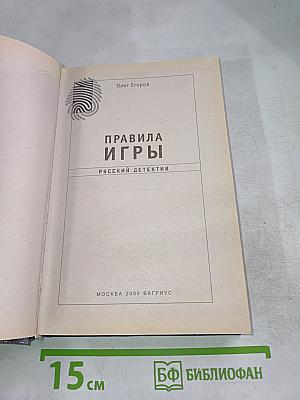 Олег Егоров
ПРАВИЛА
ИГРЫ
РУССКИЙ ДЕТЕКТИВ
МОСКВА 2000 ВАГРИУС
15 см
БФ БИБЛИОФАН